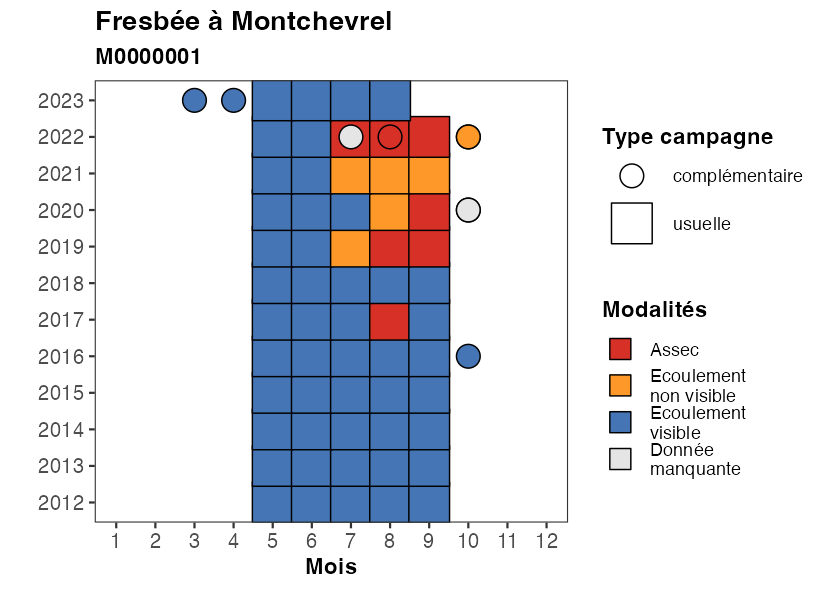 Fresbée à Montchevrel
M0000001
2023
2022
2021
2020
2019
2018
2017
2016
2015
2014
2013
2012
1 2 3 4 5 6 7 8 9 10 11 12
Mois
Type campagne
complémentaire
usuelle
Modalités
Assec
Ecoulement
non visible
Ecoulement
visible
Donnée
manquante